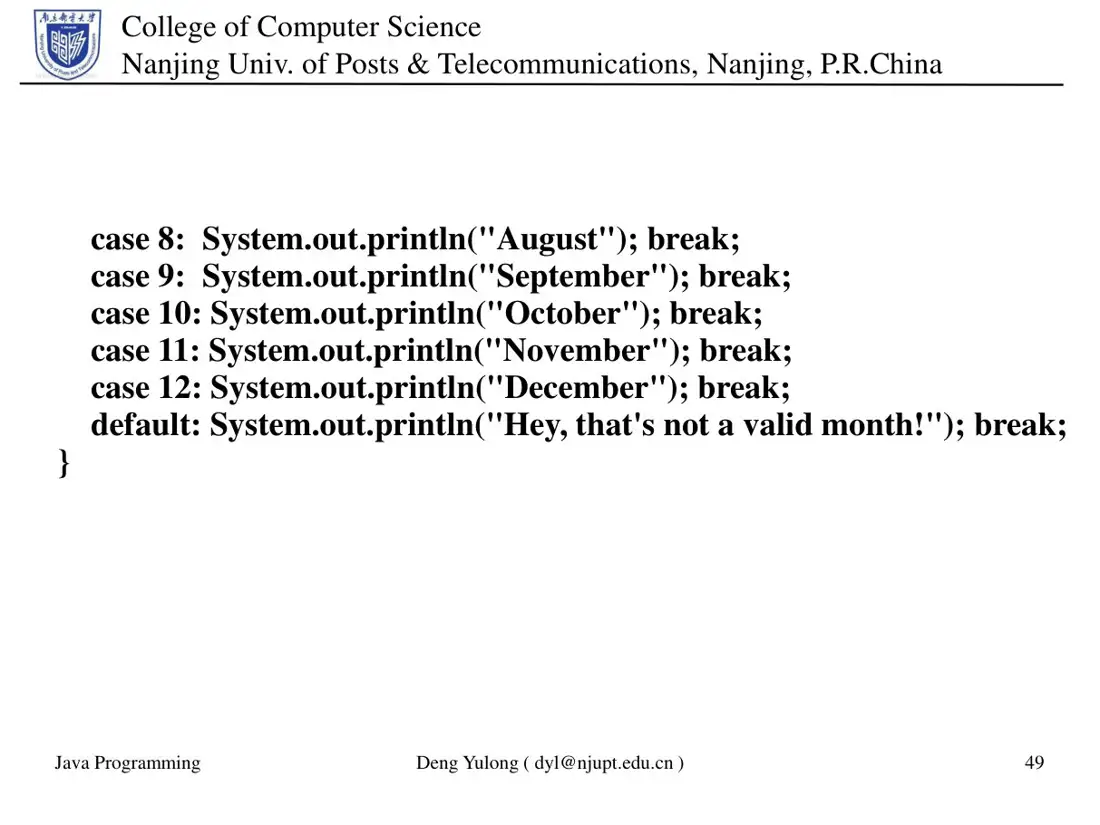 College of Computer Science
Nanjing Univ. of Posts & Telecommunications, Nanjing, P.R.China
case 8:  System.out.println("August"); break;
case 9:  System.out.println("September"); break;
case 10: System.out.println("October"); break;
case 11: System.out.println("November"); break;
case 12: System.out.println("December"); break;
default: System.out.println("Hey, that's not a valid month!"); break;
}
Java Programming
Deng Yulong ( dyl@njupt.edu.cn )
49